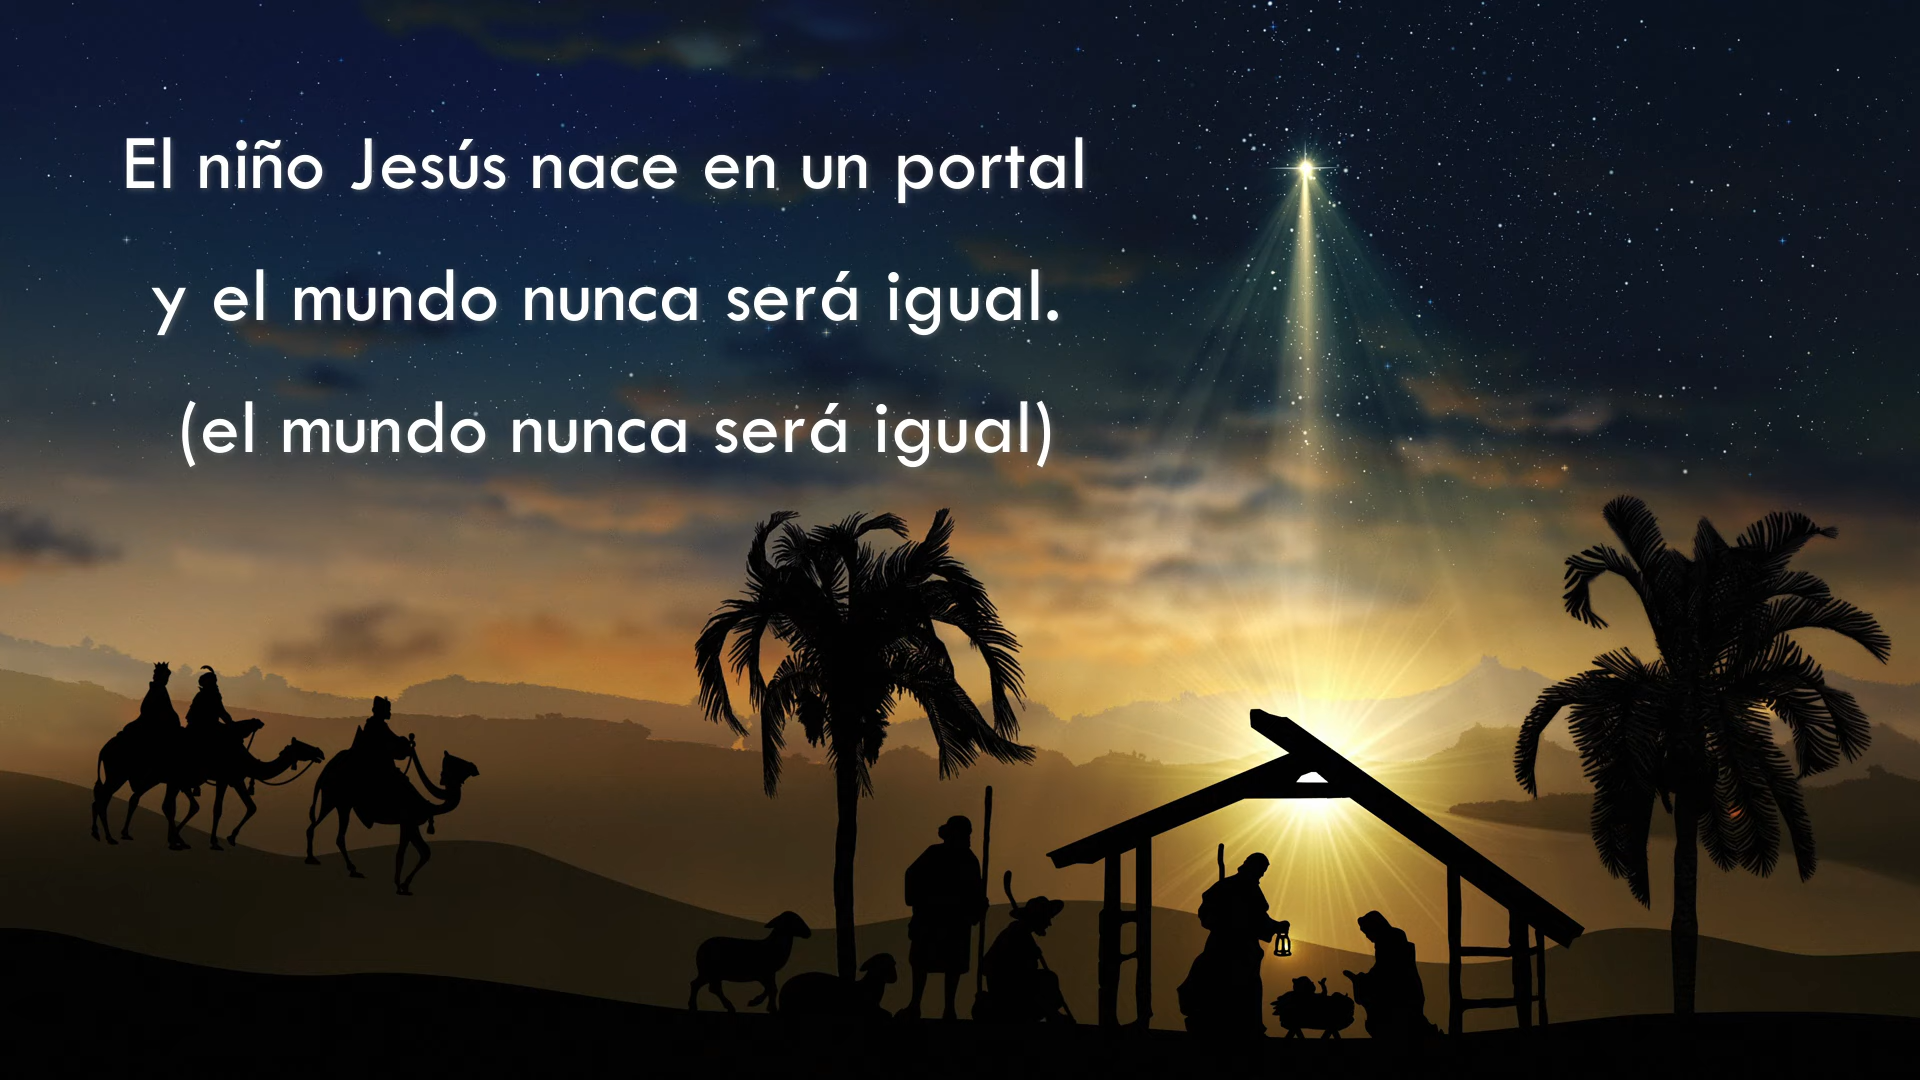 El niño Jesús nace en un portal
y el mundo nunca será igual.
(el mundo nunca será igual)